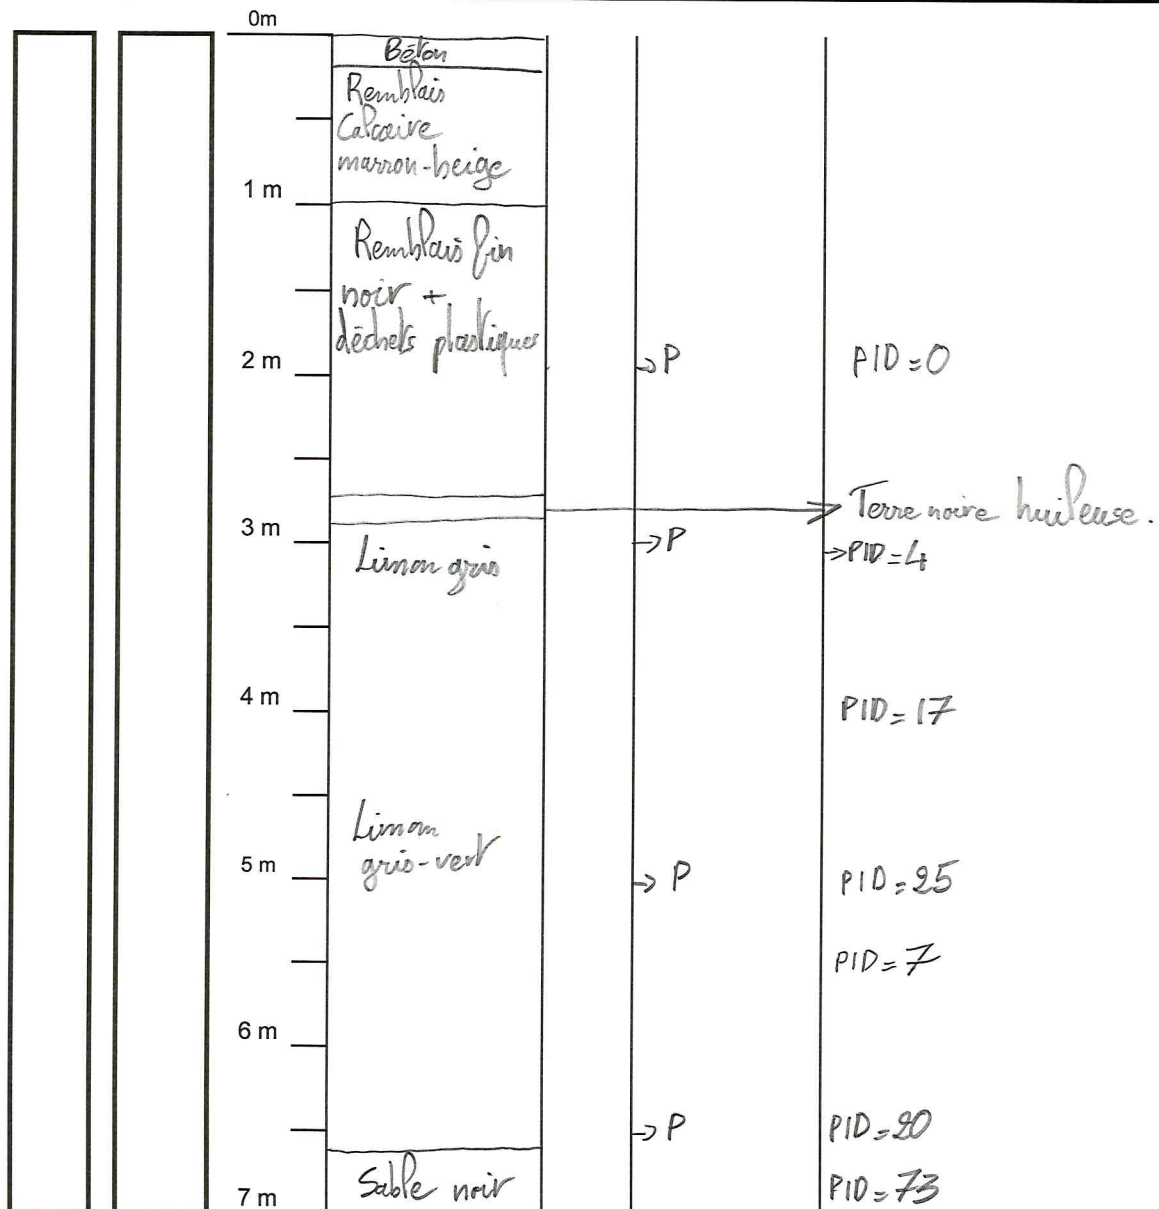 0m
Béton
Remblais
Calcaire
marron-beige
1 m
Remblais fin
noir +
déchets plastiques
2 m
P
PID=0
Terre noire huileuse.
3 m
P
PID=4
Limon gris
4 m
PID=17
Limon
gris-vert
5 m
P
PID=25
PID=7
6 m
P
PID=20
Sable noir
7 m
PID=73